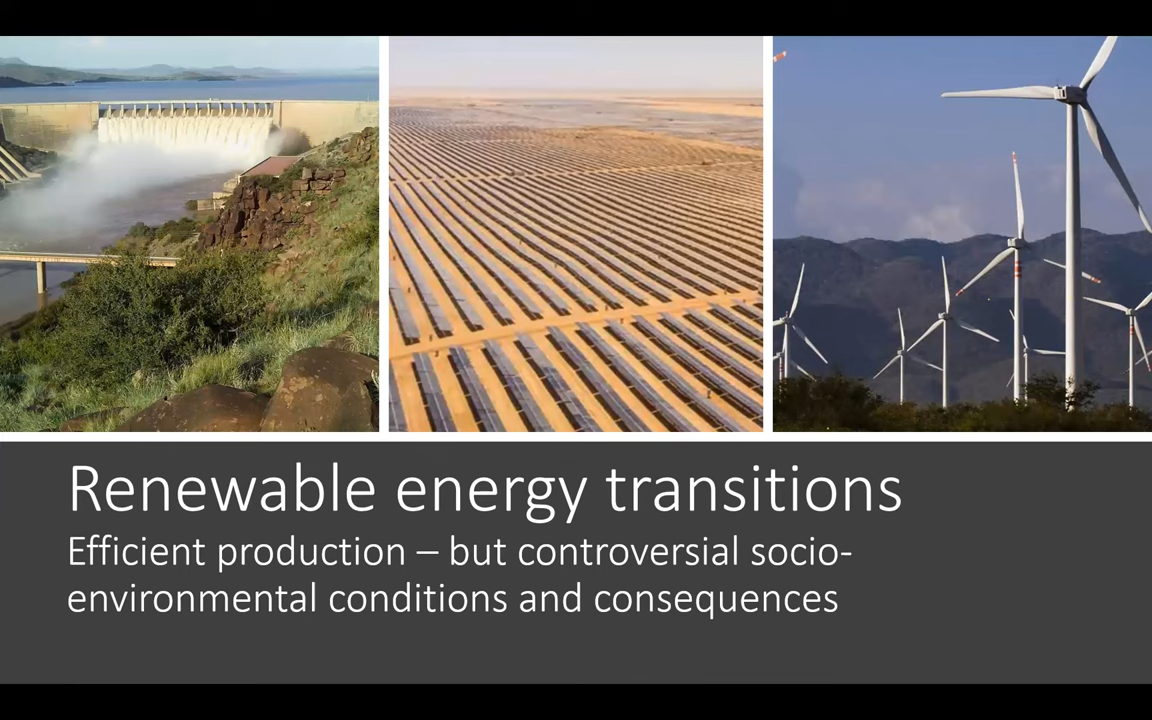 Renewable energy transitions
Efficient production – but controversial socio-
environmental conditions and consequences